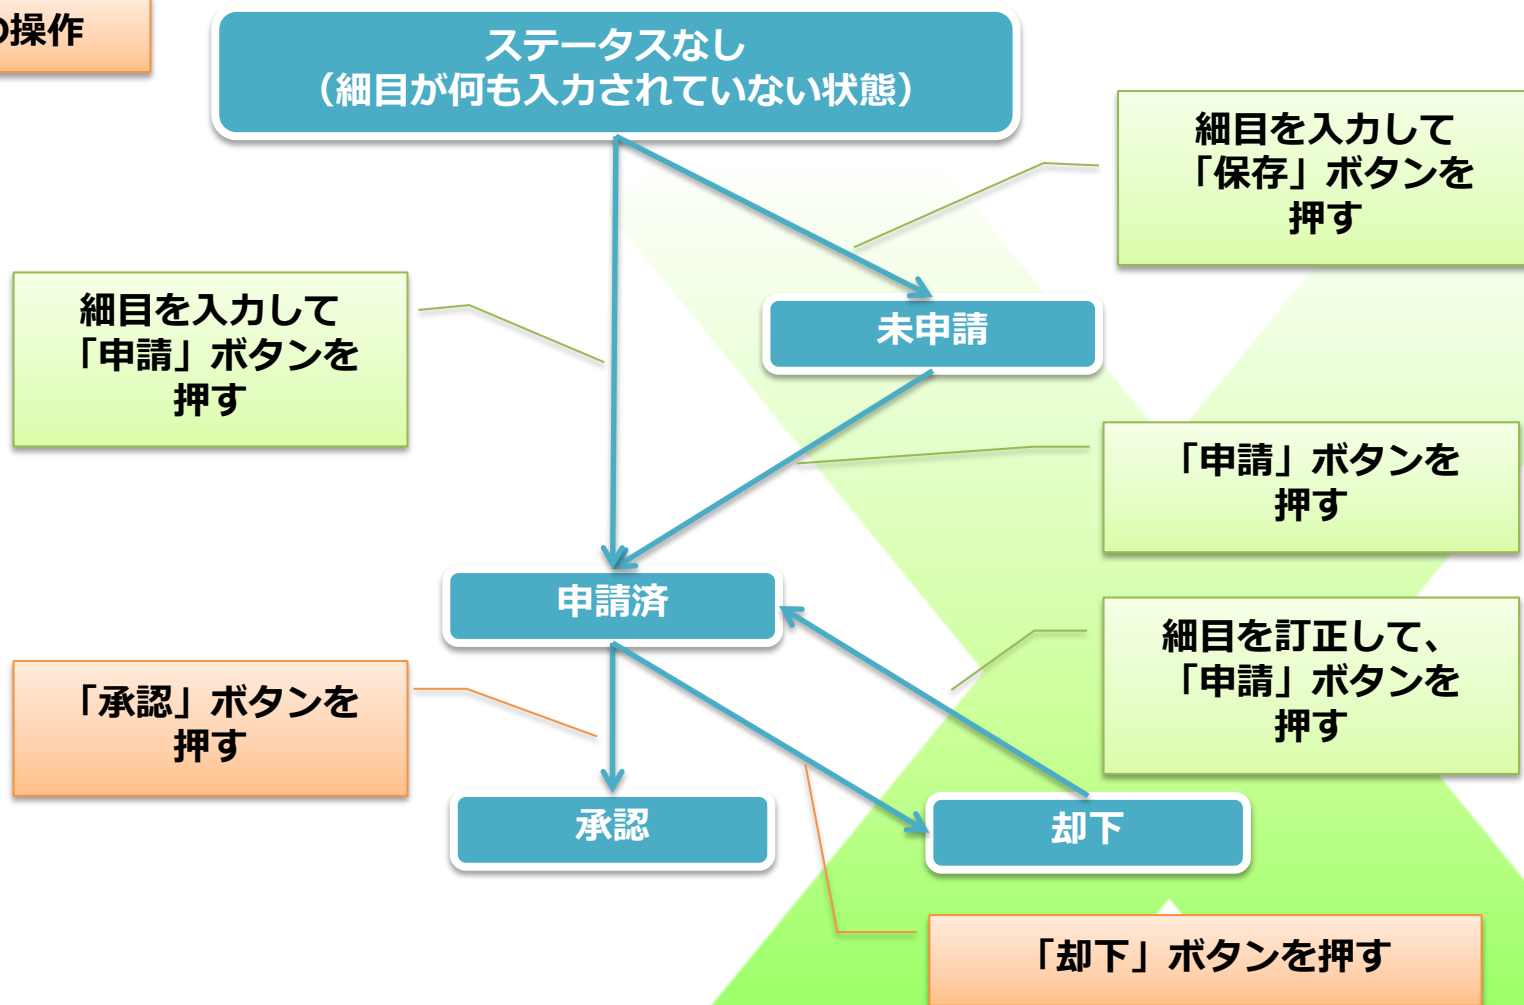 の操作
ステータスなし
（細目が何も入力されていない状態）
細目を入力して
「保存」ボタンを
押す
細目を入力して
「申請」ボタンを
押す
未申請
「申請」ボタンを
押す
申請済
細目を訂正して、
「申請」ボタンを
押す
「承認」ボタンを
押す
承認
却下
「却下」ボタンを押す